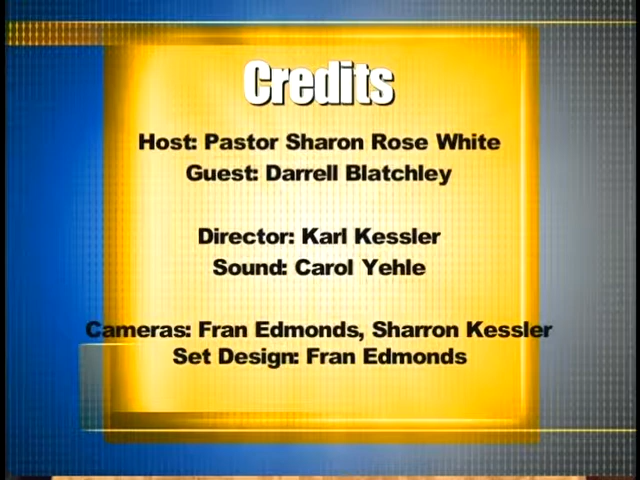 Credits
Host: Pastor Sharon Rose White
Guest: Darrell Blatchley
Director: Karl Kessler
Sound: Carol Yehle
Cameras: Fran Edmonds, Sharron Kessler
Set Design: Fran Edmonds